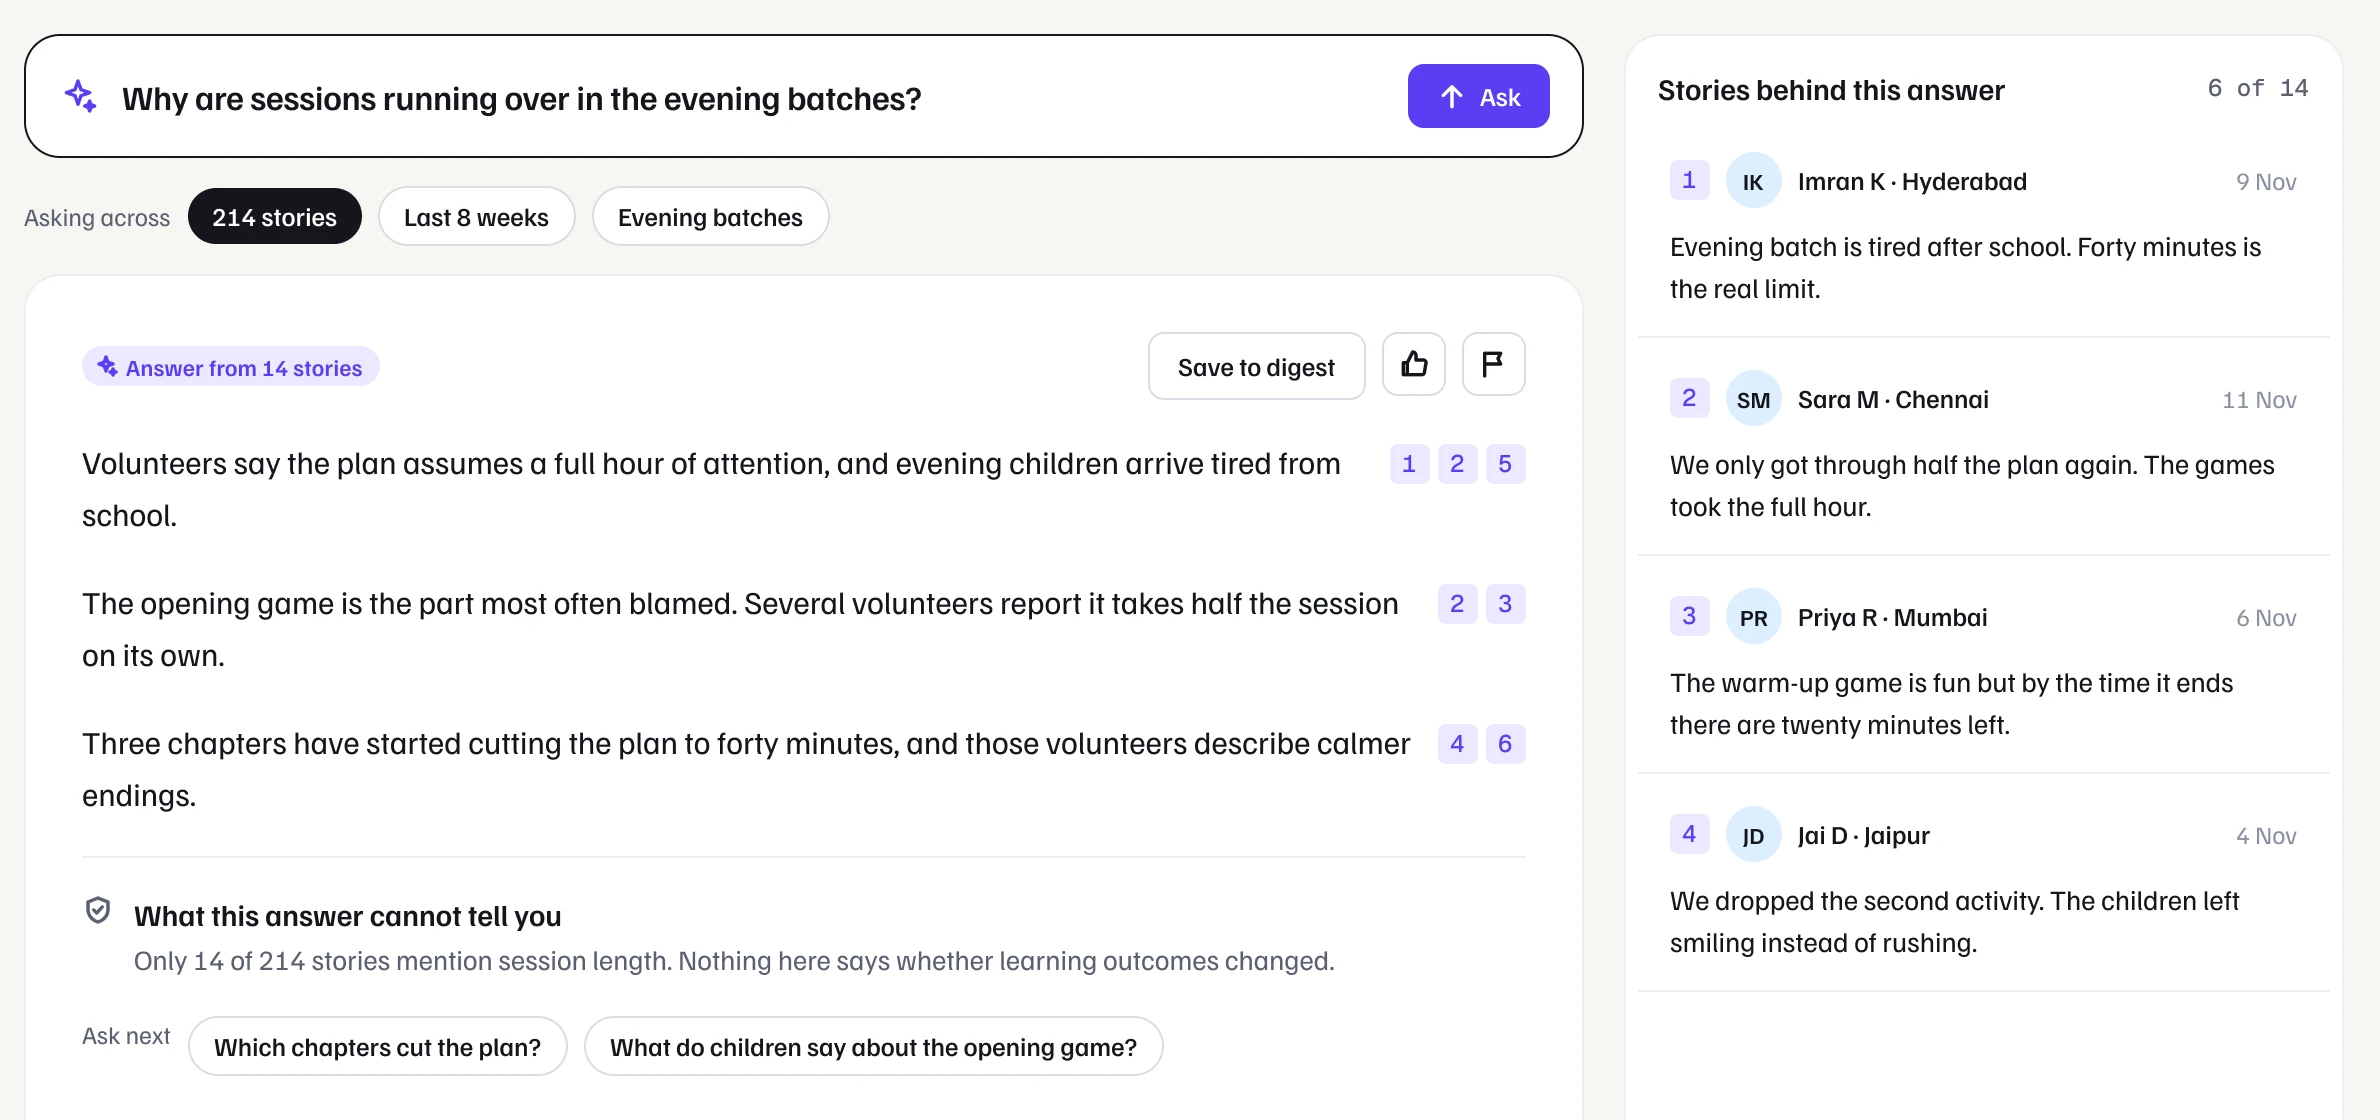 Why are sessions running over in the evening batches?
Ask
Asking across
214 stories
Last 8 weeks
Evening batches
Answer from 14 stories
Save to digest
Volunteers say the plan assumes a full hour of attention, and evening children arrive tired from
school.
1 2 5
The opening game is the part most often blamed. Several volunteers report it takes half the session
on its own.
2 3
Three chapters have started cutting the plan to forty minutes, and those volunteers describe calmer
endings.
4 6
What this answer cannot tell you
Only 14 of 214 stories mention session length. Nothing here says whether learning outcomes changed.
Ask next
Which chapters cut the plan?
What do children say about the opening game?
Stories behind this answer
6 of 14
1 IK Imran K · Hyderabad 9 Nov
Evening batch is tired after school. Forty minutes is
the real limit.
2 SM Sara M · Chennai 11 Nov
We only got through half the plan again. The games
took the full hour.
3 PR Priya R · Mumbai 6 Nov
The warm-up game is fun but by the time it ends
there are twenty minutes left.
4 JD Jai D · Jaipur 4 Nov
We dropped the second activity. The children left
smiling instead of rushing.